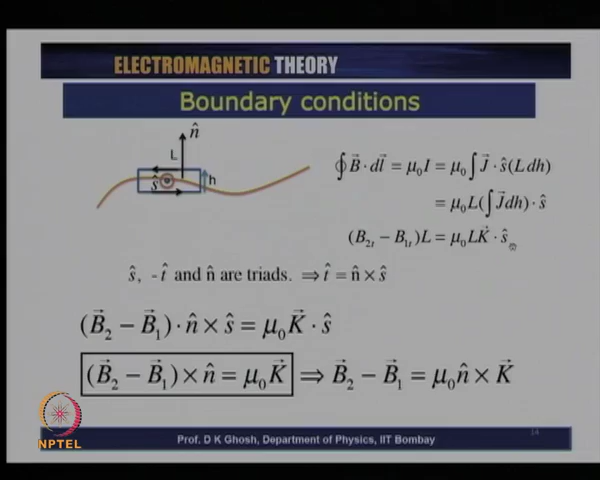 ELECTROMAGNETIC THEORY
Boundary conditions
n̂
L
ŝ
h
∮B⃗·dl⃗ = μ₀I = μ₀∫J⃗·ŝ(Ldh)
= μ₀L(∫J⃗dh)·ŝ
(B₂ₜ − B₁ₜ)L = μ₀LK⃗·ŝ
ŝ, -t̂ and n̂ are triads. ⇒ t̂ = n̂ × ŝ
(B⃗₂ − B⃗₁)·n̂ × ŝ = μ₀K⃗·ŝ
(B⃗₂ − B⃗₁) × n̂ = μ₀K⃗ ⇒ B⃗₂ − B⃗₁ = μ₀n̂ × K⃗
NPTEL
Prof. D K Ghosh, Department of Physics, IIT Bombay
14